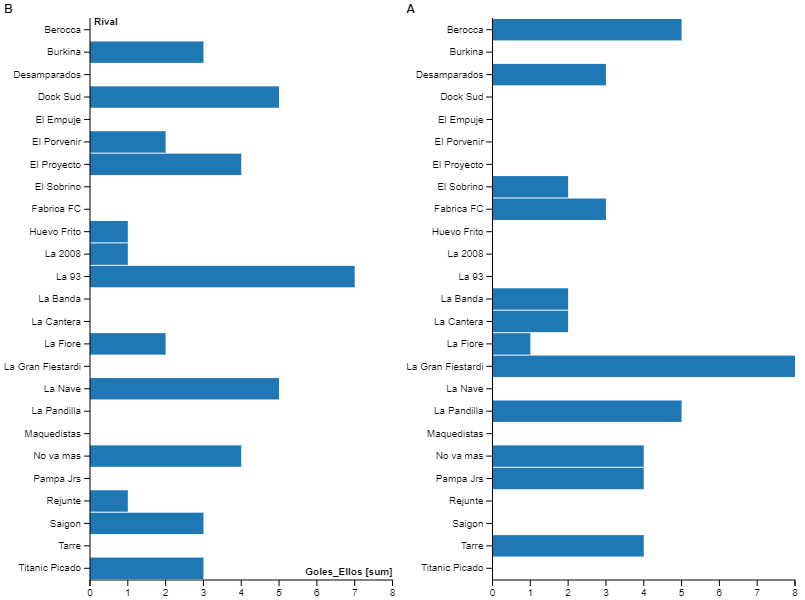 B
Rival
Berocca
Burkina
Desamparados
Dock Sud
El Empuje
El Porvenir
El Proyecto
El Sobrino
Fabrica FC
Huevo Frito
La 2008
La 93
La Banda
La Cantera
La Fiore
La Gran Fiestardi
La Nave
La Pandilla
Maquedistas
No va mas
Pampa Jrs
Rejunte
Saigon
Tarre
Titanic Picado
Goles_Ellos [sum]
0 1 2 3 4 5 6 7 8
A
Berocca
Burkina
Desamparados
Dock Sud
El Empuje
El Porvenir
El Proyecto
El Sobrino
Fabrica FC
Huevo Frito
La 2008
La 93
La Banda
La Cantera
La Fiore
La Gran Fiestardi
La Nave
La Pandilla
Maquedistas
No va mas
Pampa Jrs
Rejunte
Saigon
Tarre
Titanic Picado
0 1 2 3 4 5 6 7 8